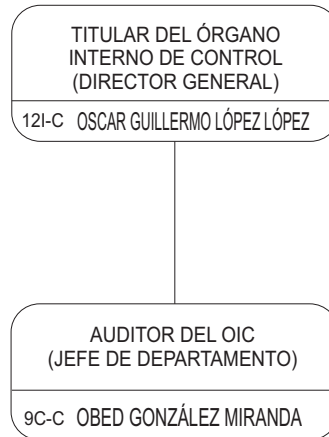 TITULAR DEL ÓRGANO
INTERNO DE CONTROL
(DIRECTOR GENERAL)
12I-C OSCAR GUILLERMO LÓPEZ LÓPEZ
AUDITOR DEL OIC
(JEFE DE DEPARTAMENTO)
9C-C OBED GONZÁLEZ MIRANDA